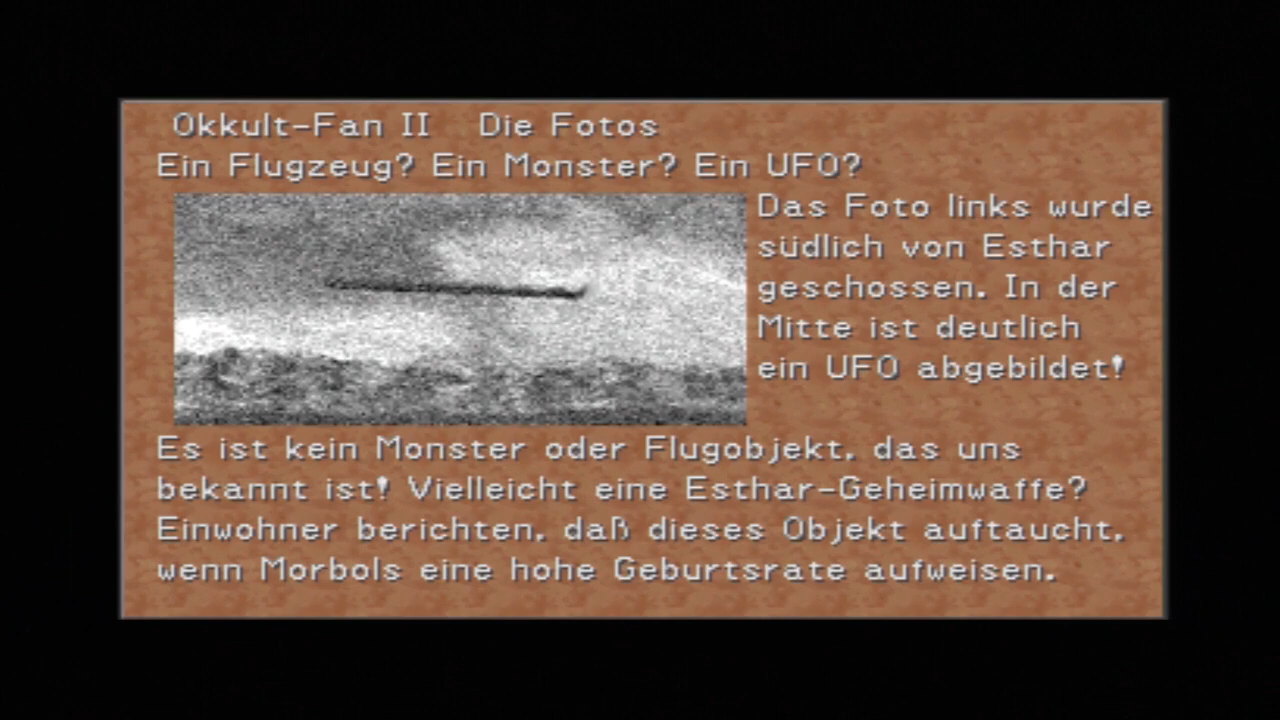 Okkult-Fan II Die Fotos
Ein Flugzeug? Ein Monster? Ein UFO?
Das Foto links wurde
südlich von Esthar
geschossen. In der
Mitte ist deutlich
ein UFO abgebildet!
Es ist kein Monster oder Flugobjekt, das uns
bekannt ist! Vielleicht eine Esthar-Geheimwaffe?
Einwohner berichten, daß dieses Objekt auftaucht,
wenn Morbols eine hohe Geburtsrate aufweisen.